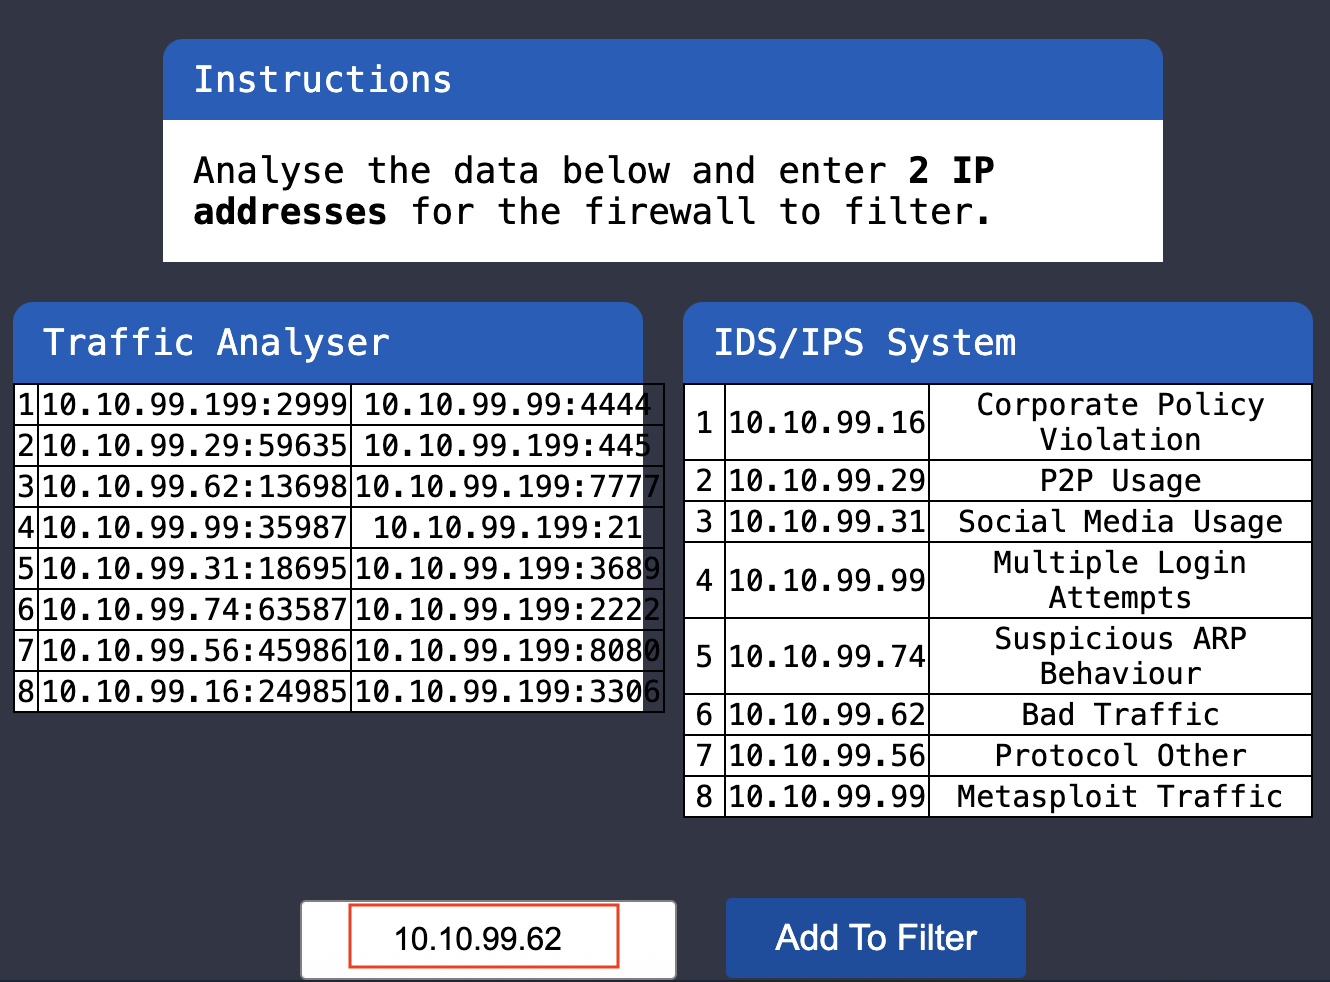 Instructions
Analyse the data below and enter 2 IP
addresses for the firewall to filter.
Traffic Analyser
1 10.10.99.199:2999 10.10.99.99:4444
2 10.10.99.29:59635 10.10.99.199:445
3 10.10.99.62:13698 10.10.99.199:7777
4 10.10.99.99:35987 10.10.99.199:21
5 10.10.99.31:18695 10.10.99.199:3689
6 10.10.99.74:63587 10.10.99.199:2222
7 10.10.99.56:45986 10.10.99.199:8080
8 10.10.99.16:24985 10.10.99.199:3306
IDS/IPS System
1 10.10.99.16 Corporate Policy
Violation
2 10.10.99.29 P2P Usage
3 10.10.99.31 Social Media Usage
4 10.10.99.99 Multiple Login
Attempts
5 10.10.99.74 Suspicious ARP
Behaviour
6 10.10.99.62 Bad Traffic
7 10.10.99.56 Protocol Other
8 10.10.99.99 Metasploit Traffic
10.10.99.62
Add To Filter